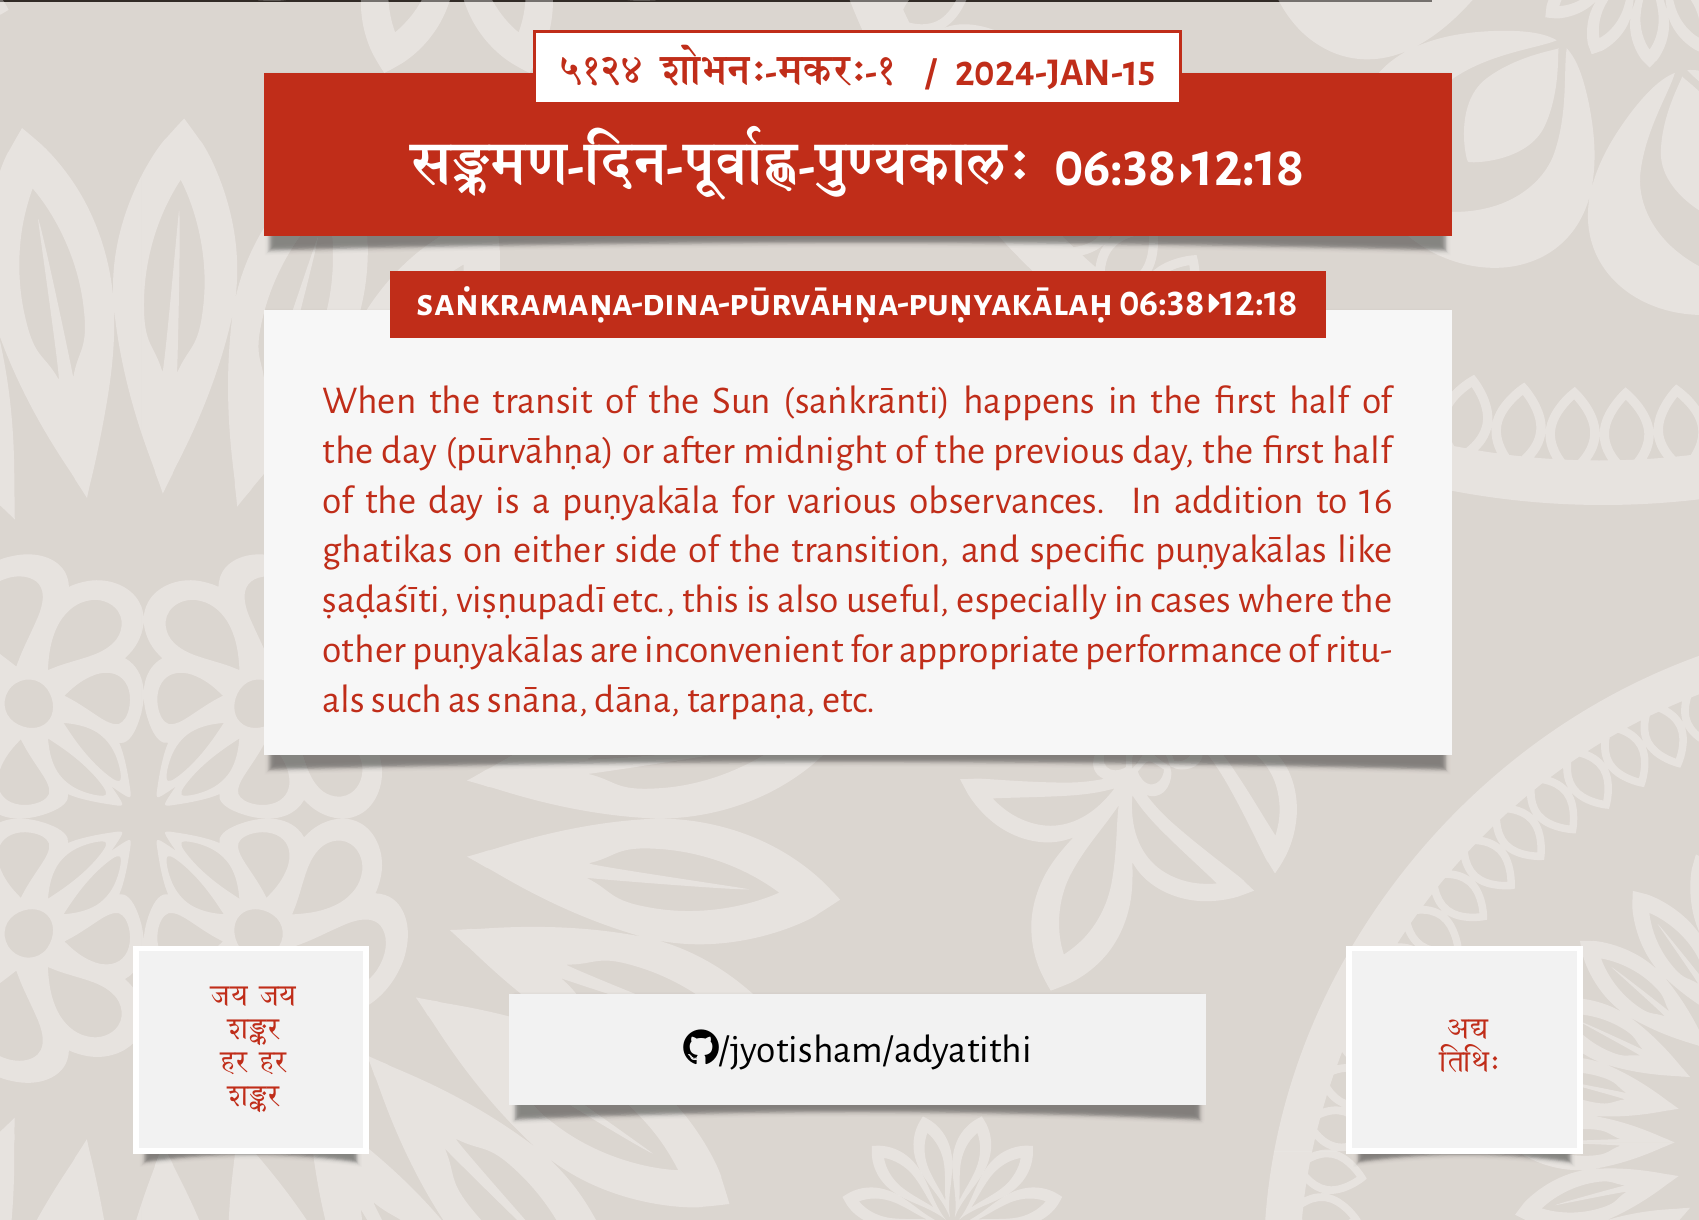 ५१२४ शोभनः-मकरः-१ / 2024-JAN-15
सङ्क्रमण-दिन-पूर्वाह्ण-पुण्यकालः 06:38▸12:18
SAṄKRAMAṆA-DINA-PŪRVĀHṆA-PUṆYAKĀLAḤ 06:38▸12:18
When the transit of the Sun (saṅkrānti) happens in the first half of
the day (pūrvāhṇa) or after midnight of the previous day, the first half
of the day is a puṇyakāla for various observances. In addition to 16
ghatikas on either side of the transition, and specific puṇyakālas like
ṣaḍaśīti, viṣṇupadī etc., this is also useful, especially in cases where the
other puṇyakālas are inconvenient for appropriate performance of ritu-
als such as snāna, dāna, tarpaṇa, etc.
जय जय
शङ्कर
हर हर
शङ्कर
/jyotisham/adyatithi
अद्य
तिथिः